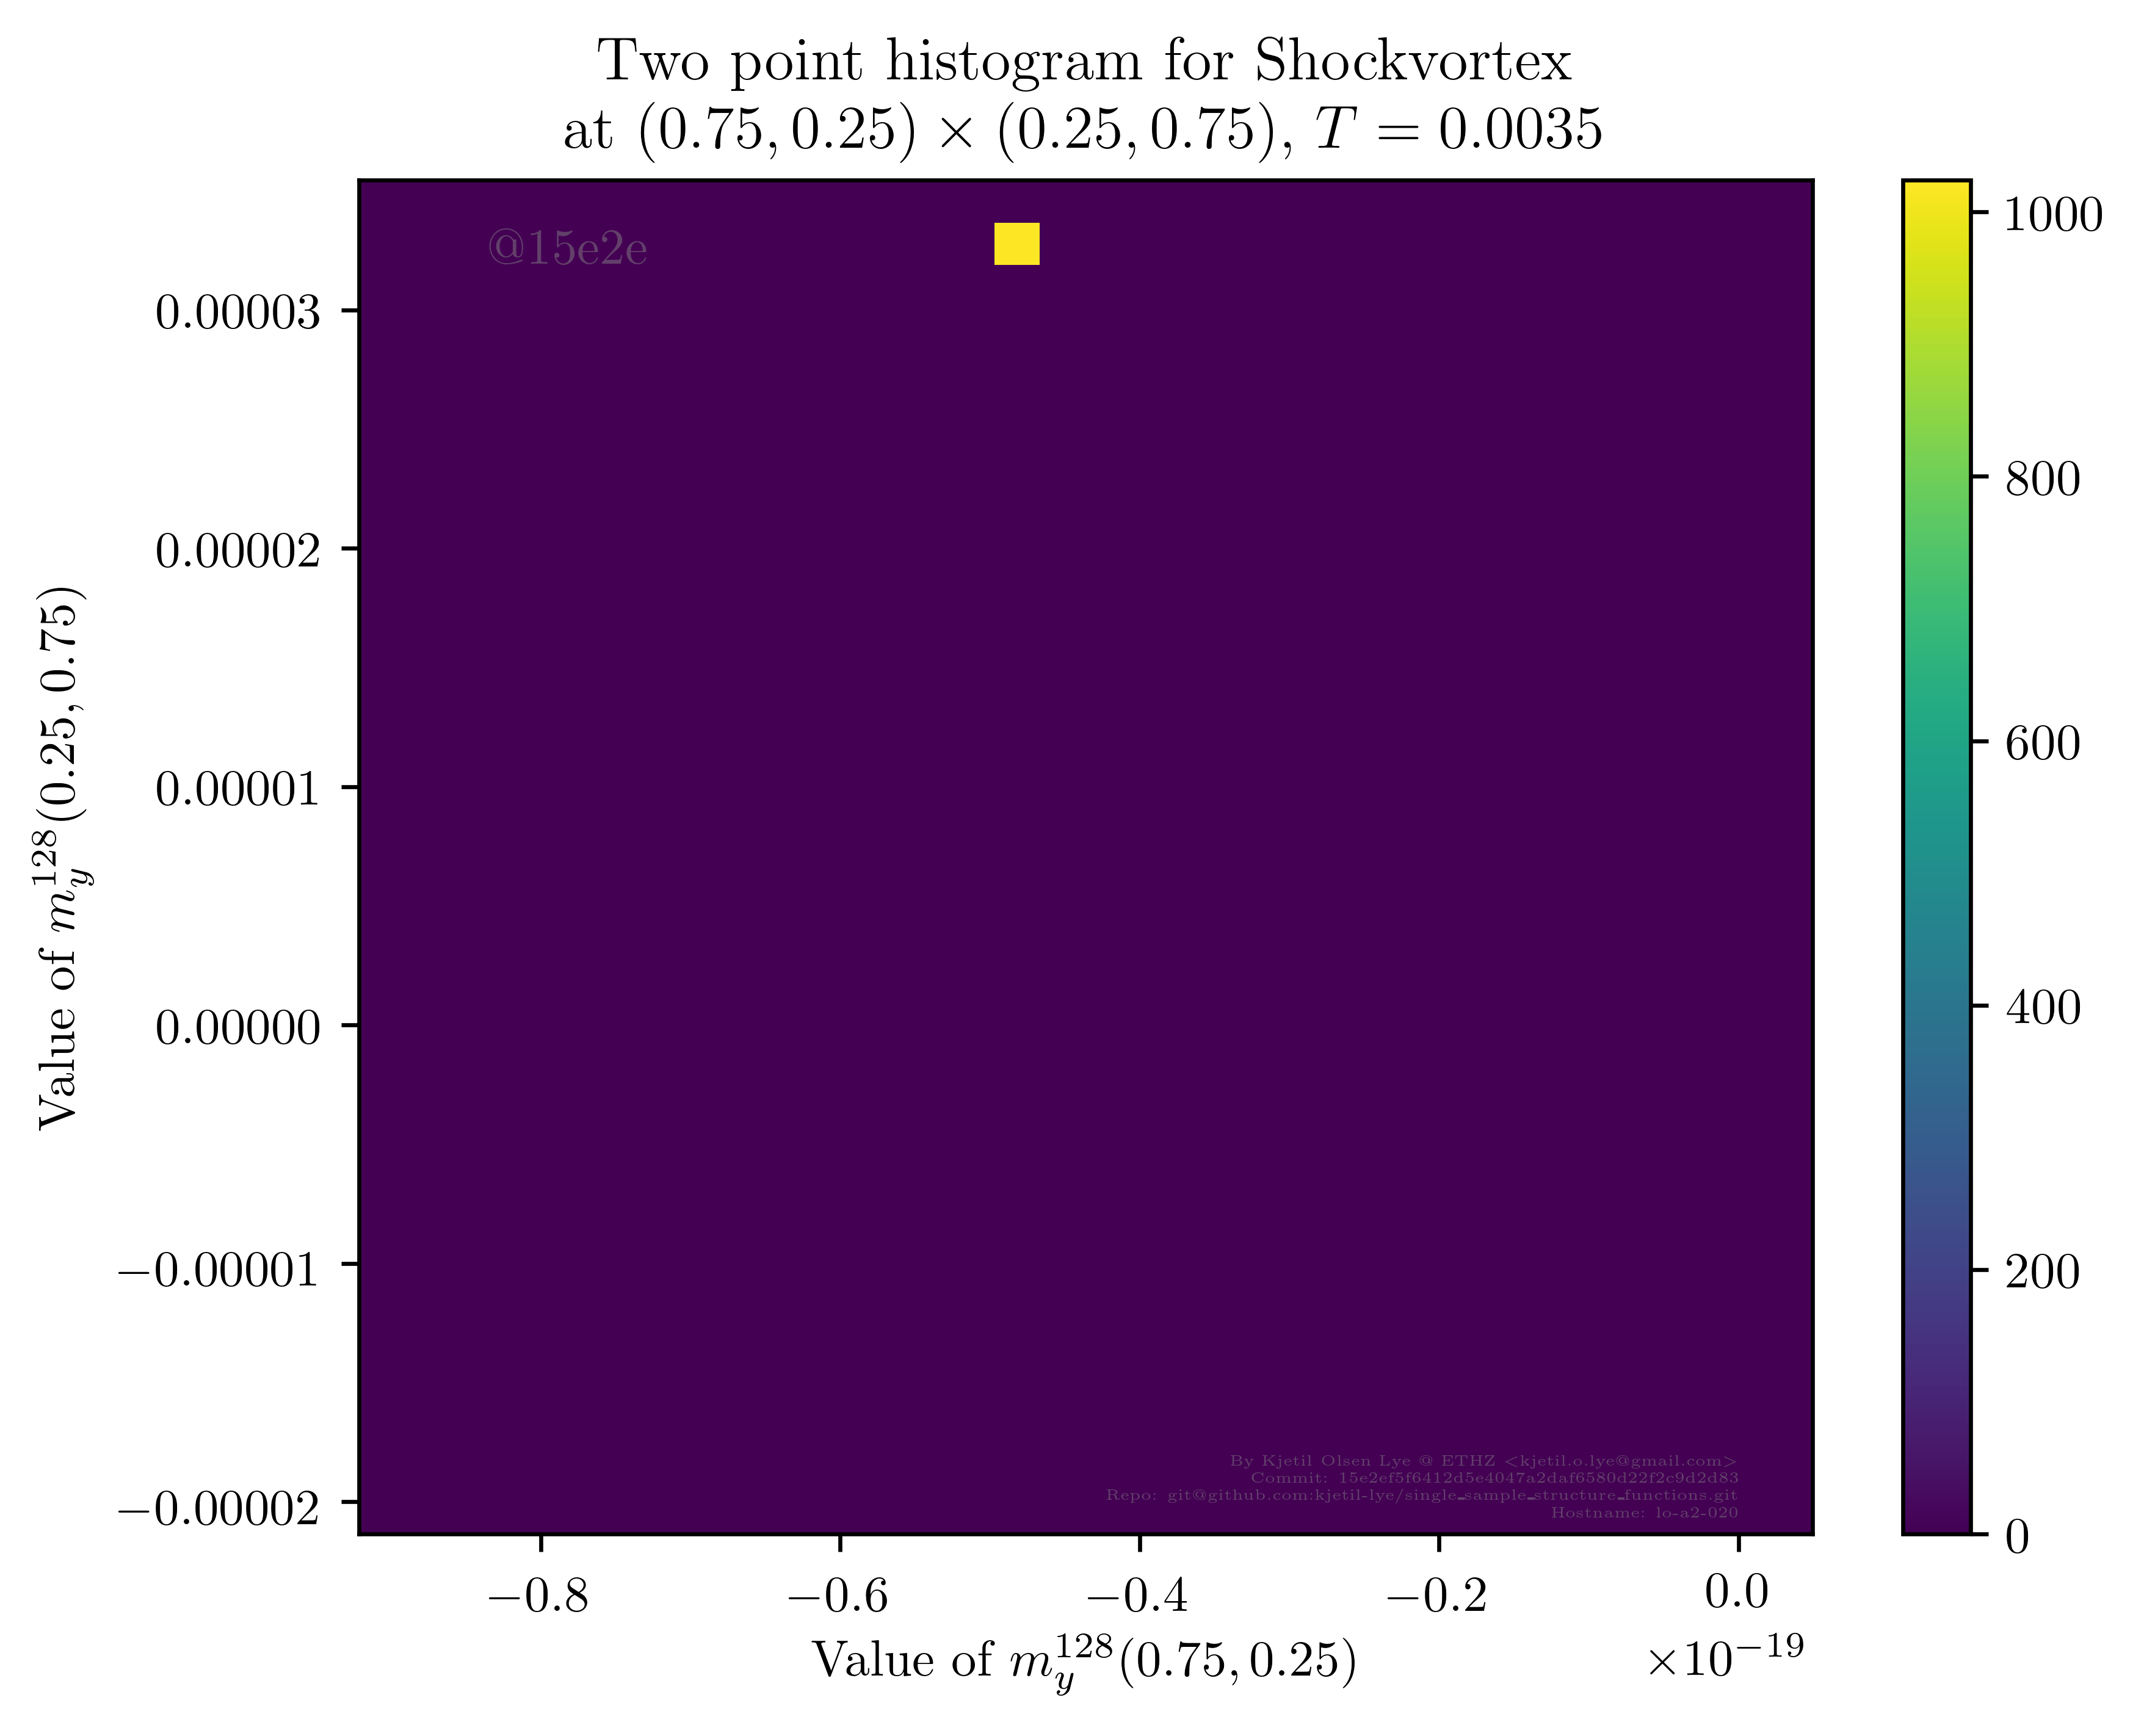 Two point histogram for Shockvortex
at (0.75, 0.25) × (0.25, 0.75), T = 0.0035
@15e2e
1000
800
600
400
200
0
0.00003
0.00002
0.00001
0.00000
−0.00001
−0.00002
Value of m_y^{128}(0.25, 0.75)
By Kjetil Olsen Lye @ ETHZ <kjetil.o.lye@gmail.com>
Commit: 15e2ef5f6412d5e4047a2daf6580d22f2c9d2d83
Repo: git@github.com:kjetil-lye/single_sample_structure_functions.git
Hostname: lo-a2-020
−0.8 −0.6 −0.4 −0.2 0.0
Value of m_y^{128}(0.75, 0.25)
×10^{−19}